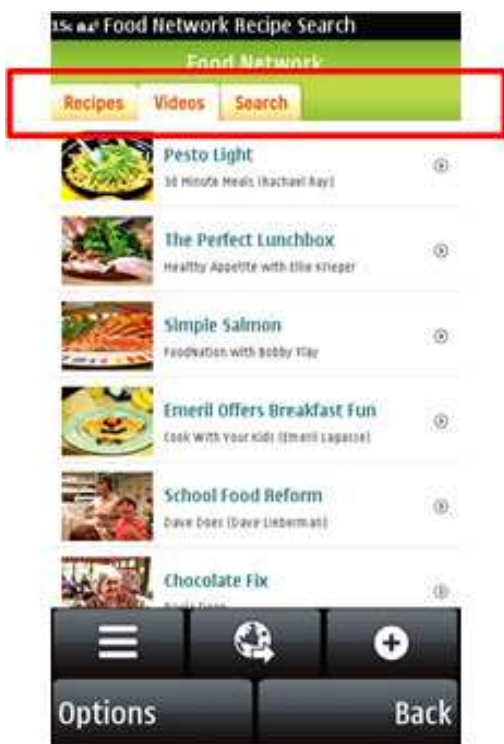 Food Network Recipe Search
Food Network
Recipes Videos Search
Pesto Light
30 Minute Meals (Rachael Ray)
The Perfect Lunchbox
Healthy Appetite with Ellie Krieger
Simple Salmon
FoodNation with Bobby Flay
Emeril Offers Breakfast Fun
Cook With Your Kids (Emeril Lagasse)
School Food Reform
Dave Does (Dave Lieberman)
Chocolate Fix
Options Back